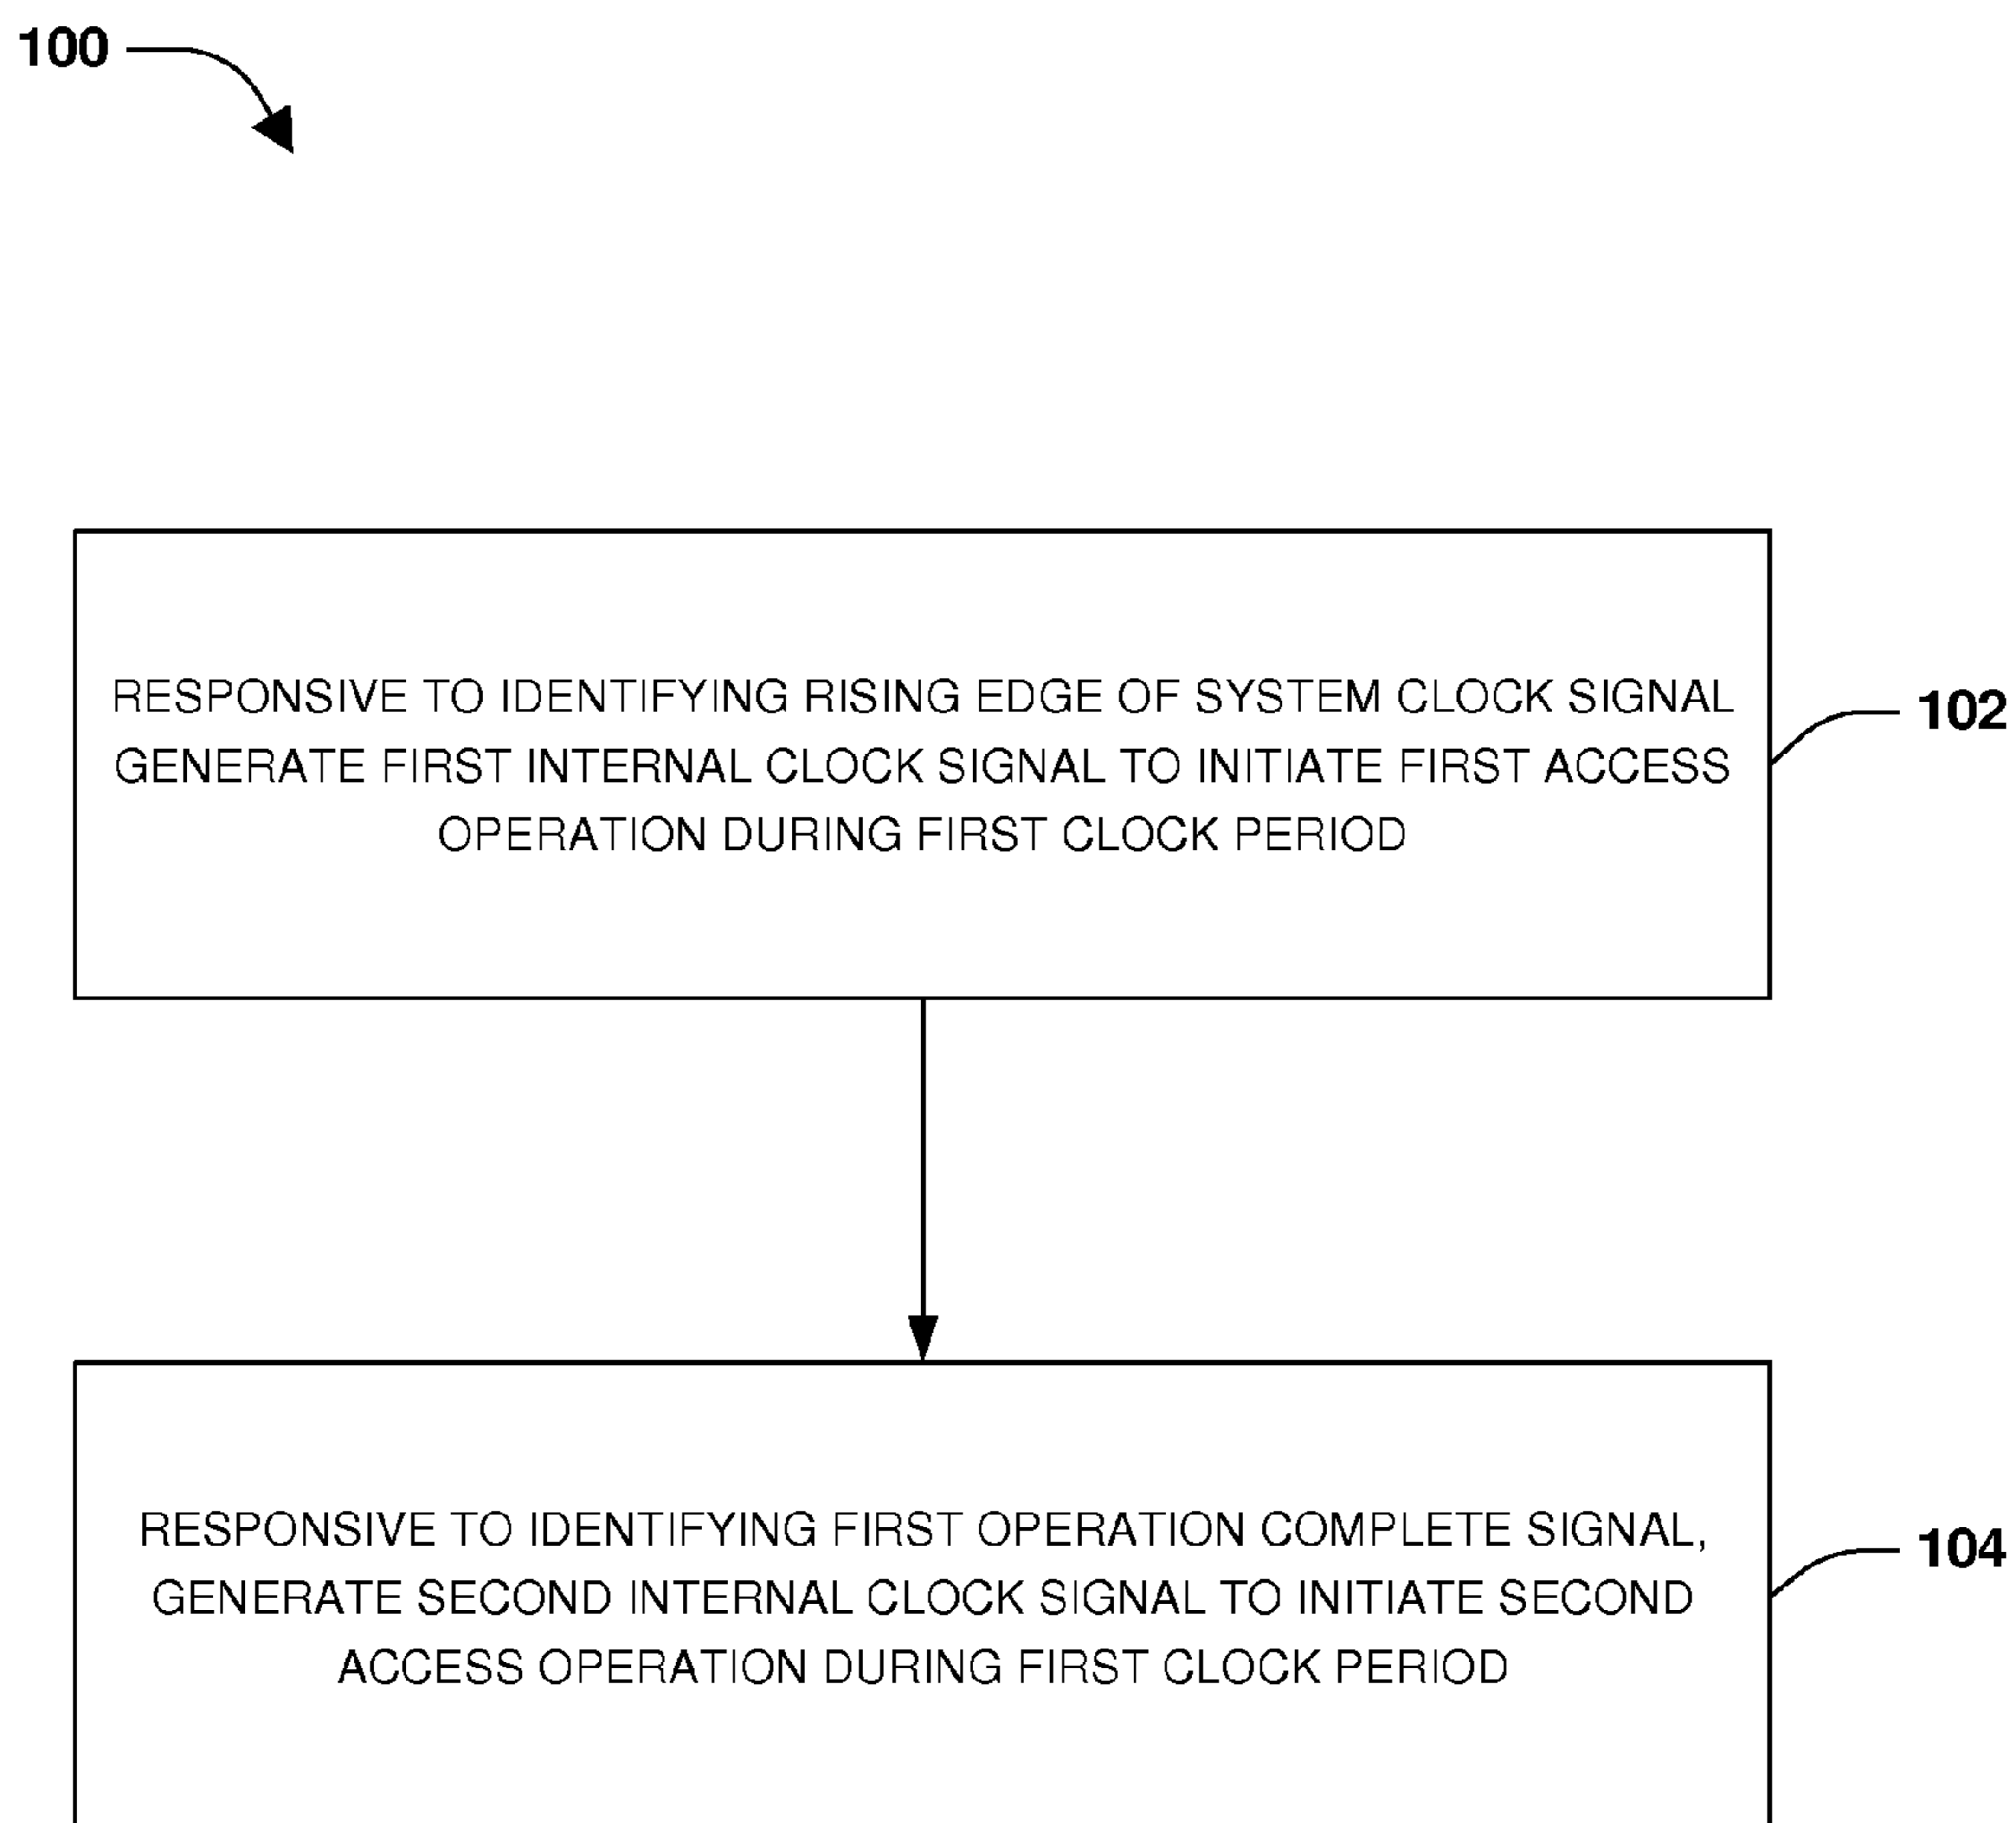 100
RESPONSIVE TO IDENTIFYING RISING EDGE OF SYSTEM CLOCK SIGNAL
GENERATE FIRST INTERNAL CLOCK SIGNAL TO INITIATE FIRST ACCESS
OPERATION DURING FIRST CLOCK PERIOD
102
RESPONSIVE TO IDENTIFYING FIRST OPERATION COMPLETE SIGNAL,
GENERATE SECOND INTERNAL CLOCK SIGNAL TO INITIATE SECOND
ACCESS OPERATION DURING FIRST CLOCK PERIOD
104